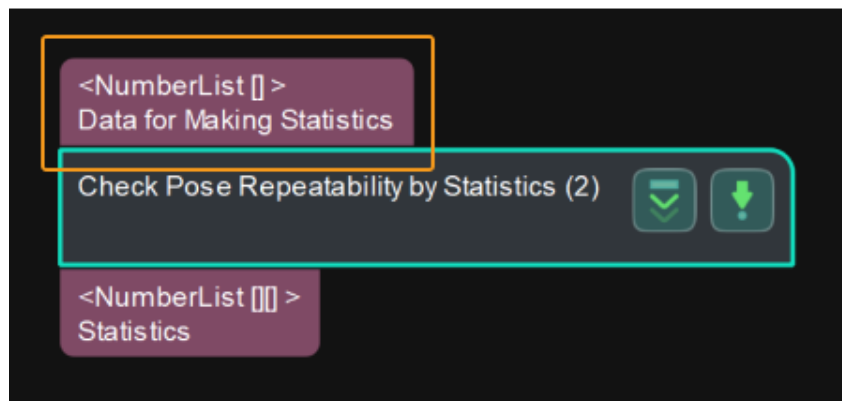 <NumberList [] >
Data for Making Statistics
Check Pose Repeatability by Statistics (2)
<NumberList [][] >
Statistics